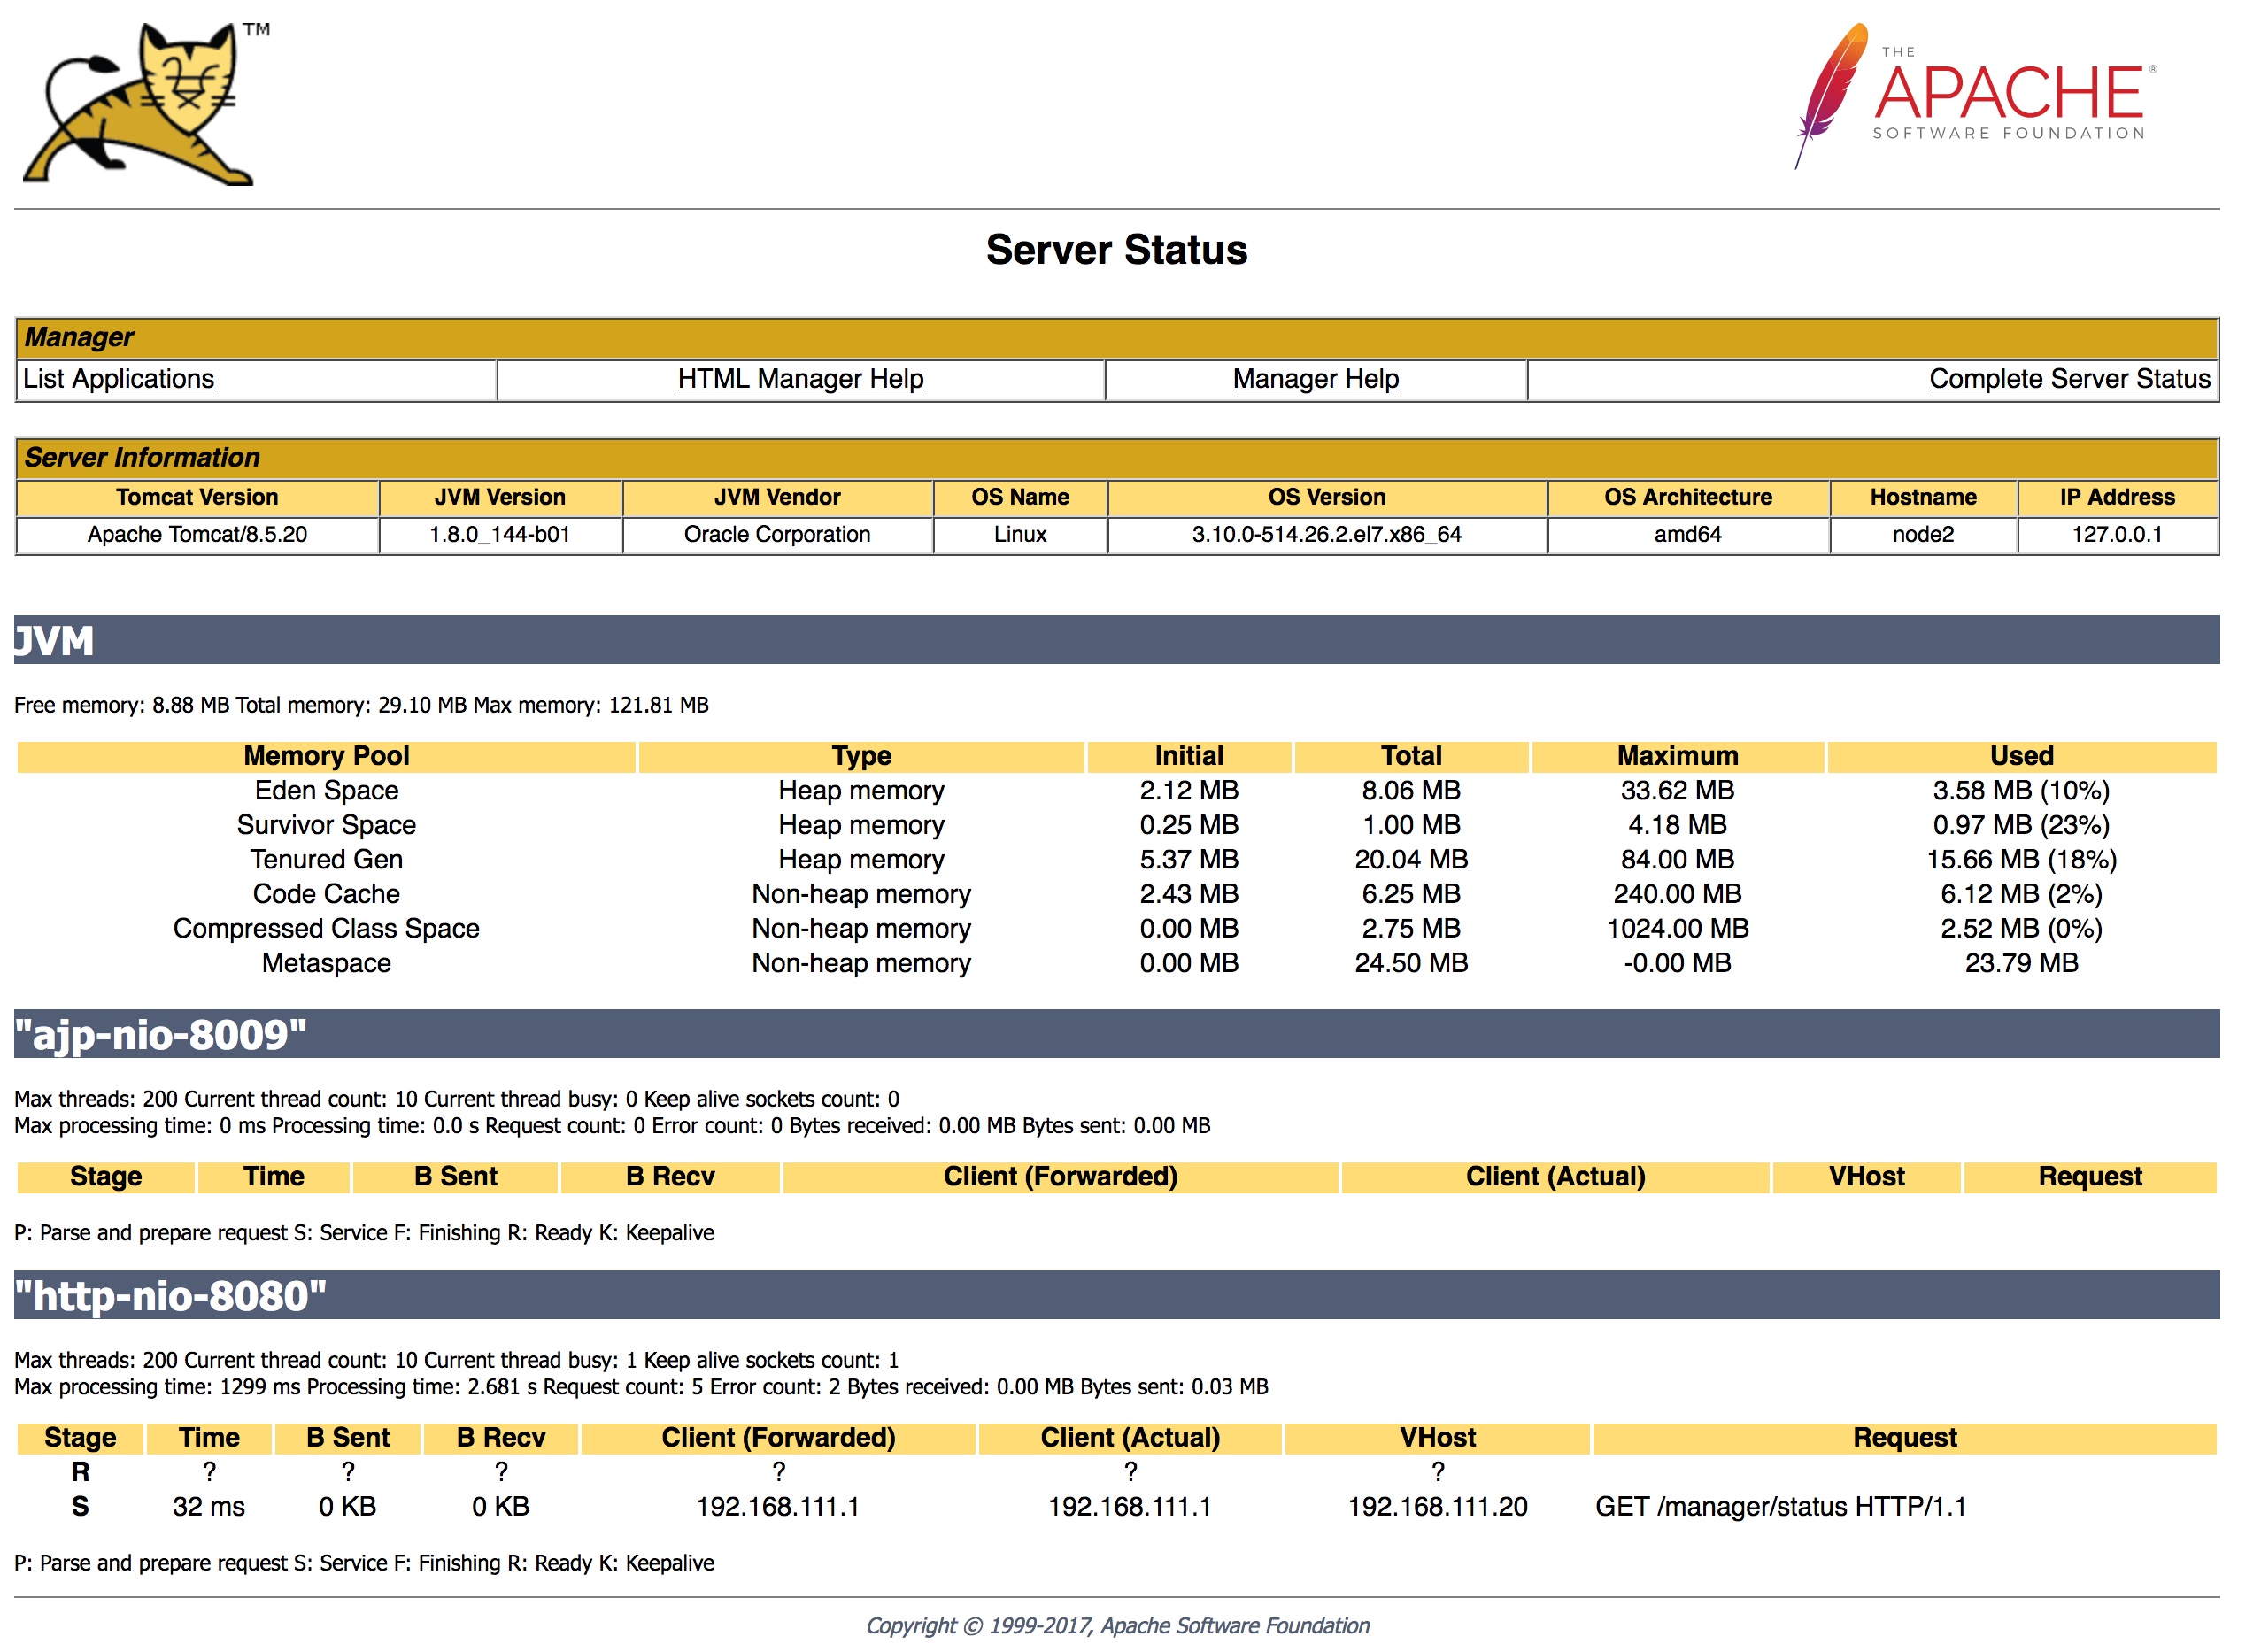 TM
THE
APACHE®
SOFTWARE FOUNDATION
Server Status
Manager
List Applications HTML Manager Help Manager Help Complete Server Status
Server Information
Tomcat Version JVM Version JVM Vendor OS Name OS Version OS Architecture Hostname IP Address
Apache Tomcat/8.5.20 1.8.0_144-b01 Oracle Corporation Linux 3.10.0-514.26.2.el7.x86_64 amd64 node2 127.0.0.1
JVM
Free memory: 8.88 MB Total memory: 29.10 MB Max memory: 121.81 MB
Memory Pool Type Initial Total Maximum Used
Eden Space Heap memory 2.12 MB 8.06 MB 33.62 MB 3.58 MB (10%)
Survivor Space Heap memory 0.25 MB 1.00 MB 4.18 MB 0.97 MB (23%)
Tenured Gen Heap memory 5.37 MB 20.04 MB 84.00 MB 15.66 MB (18%)
Code Cache Non-heap memory 2.43 MB 6.25 MB 240.00 MB 6.12 MB (2%)
Compressed Class Space Non-heap memory 0.00 MB 2.75 MB 1024.00 MB 2.52 MB (0%)
Metaspace Non-heap memory 0.00 MB 24.50 MB -0.00 MB 23.79 MB
"ajp-nio-8009"
Max threads: 200 Current thread count: 10 Current thread busy: 0 Keep alive sockets count: 0
Max processing time: 0 ms Processing time: 0.0 s Request count: 0 Error count: 0 Bytes received: 0.00 MB Bytes sent: 0.00 MB
Stage Time B Sent B Recv Client (Forwarded) Client (Actual) VHost Request
P: Parse and prepare request S: Service F: Finishing R: Ready K: Keepalive
"http-nio-8080"
Max threads: 200 Current thread count: 10 Current thread busy: 1 Keep alive sockets count: 1
Max processing time: 1299 ms Processing time: 2.681 s Request count: 5 Error count: 2 Bytes received: 0.00 MB Bytes sent: 0.03 MB
Stage Time B Sent B Recv Client (Forwarded) Client (Actual) VHost Request
R ? ? ? ? ? ?
S 32 ms 0 KB 0 KB 192.168.111.1 192.168.111.1 192.168.111.20 GET /manager/status HTTP/1.1
P: Parse and prepare request S: Service F: Finishing R: Ready K: Keepalive
Copyright © 1999-2017, Apache Software Foundation